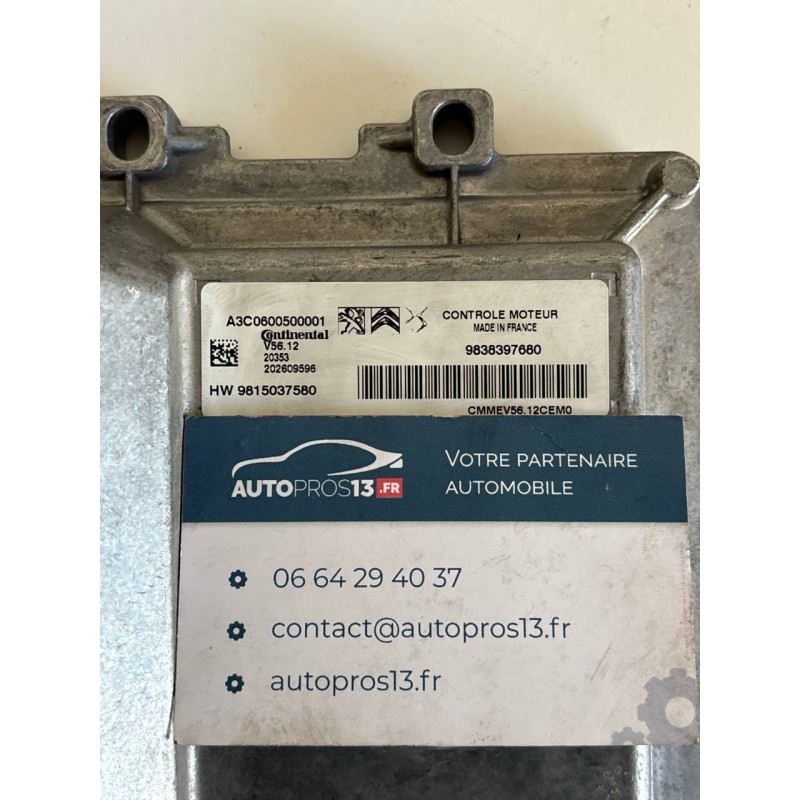 A3C0600500001
Continental
V56.12
20353
202609596
HW 9815037580
CONTROLE MOTEUR
MADE IN FRANCE
9838397680
CMMEV56.12CEM0
AUTOPROS13.FR
VOTRE PARTENAIRE
AUTOMOBILE
06 64 29 40 37
contact@autopros13.fr
autopros13.fr